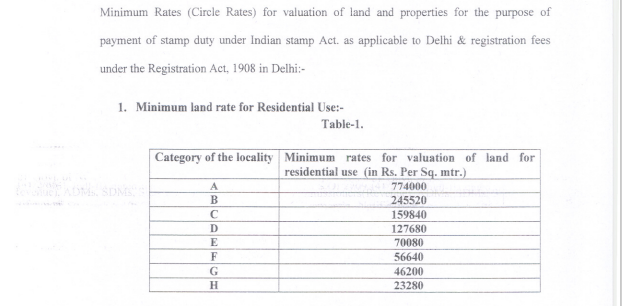 Minimum Rates (Circle Rates) for valuation of land and properties for the purpose of
payment of stamp duty under Indian stamp Act. as applicable to Delhi & registration fees
under the Registration Act, 1908 in Delhi:-
1. Minimum land rate for Residential Use:-
Table-1.
Category of the locality Minimum rates for valuation of land for
residential use (in Rs. Per Sq. mtr.)
A 774000
B 245520
C 159840
D 127680
E 70080
F 56640
G 46200
H 23280